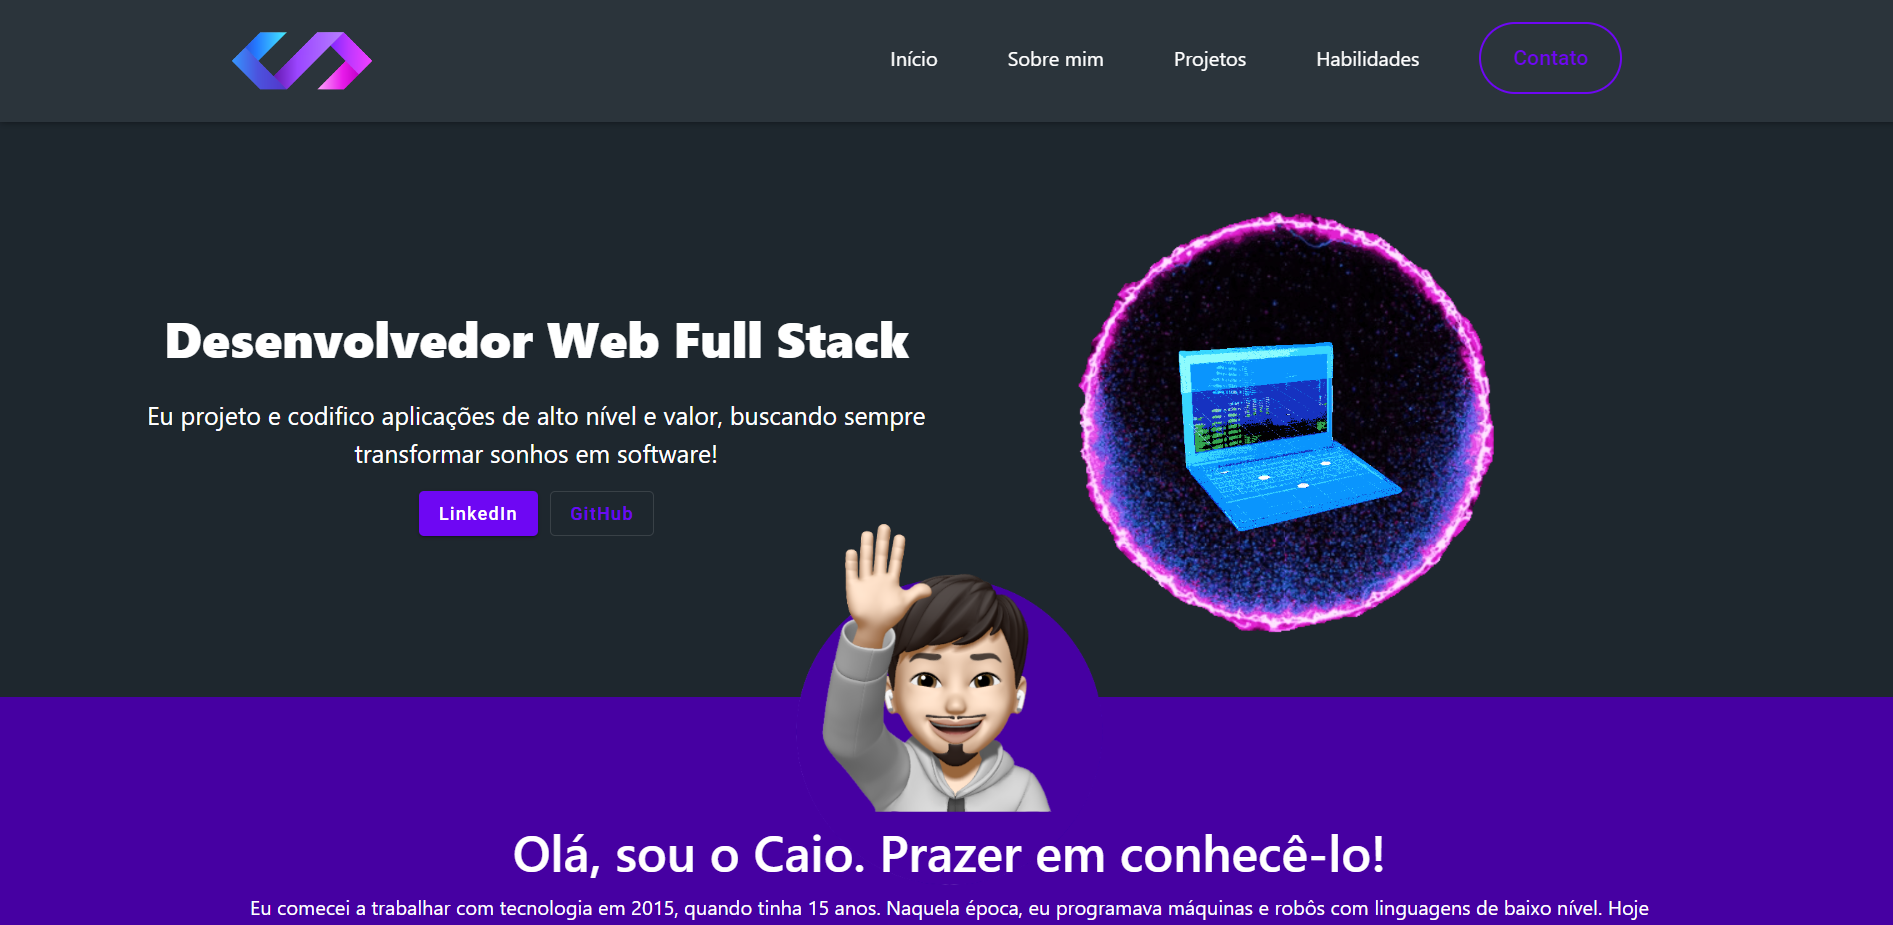 Início
Sobre mim
Projetos
Habilidades
Contato
Desenvolvedor Web Full Stack
Eu projeto e codifico aplicações de alto nível e valor, buscando sempre
transformar sonhos em software!
LinkedIn
GitHub
Olá, sou o Caio. Prazer em conhecê-lo!
Eu comecei a trabalhar com tecnologia em 2015, quando tinha 15 anos. Naquela época, eu programava máquinas e robôs com linguagens de baixo nível. Hoje